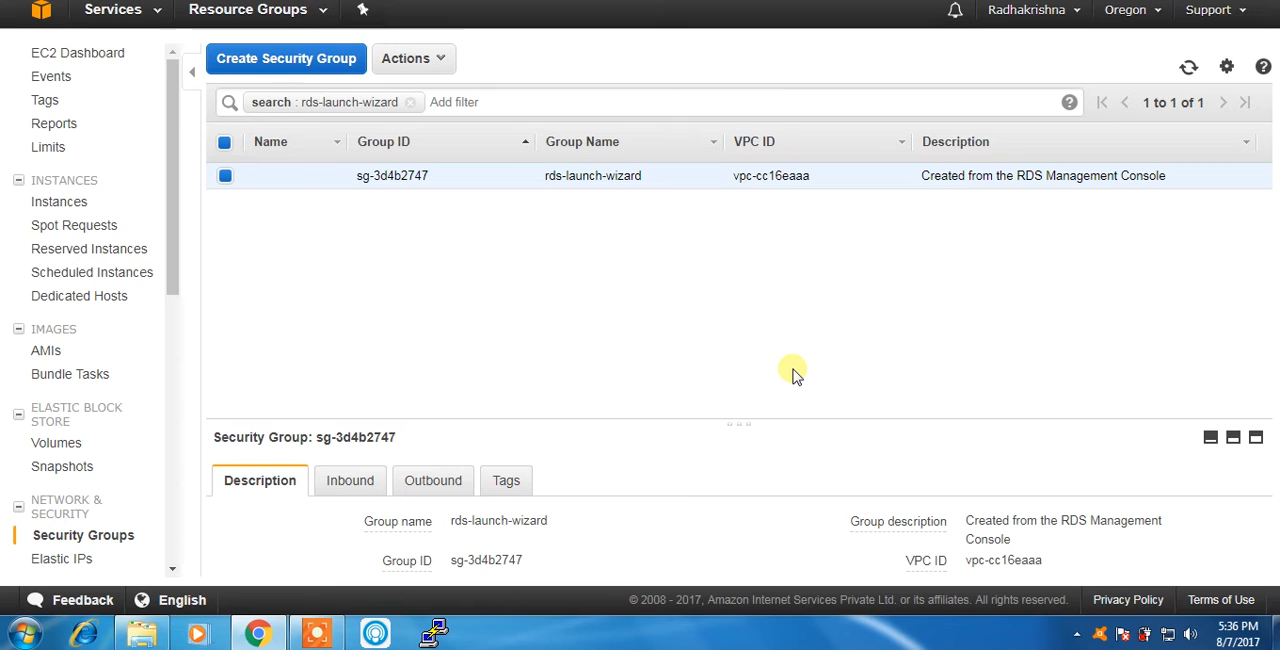 Services Resource Groups Radhakrishna Oregon Support
EC2 Dashboard
Events
Tags
Reports
Limits
INSTANCES
Instances
Spot Requests
Reserved Instances
Scheduled Instances
Dedicated Hosts
IMAGES
AMIs
Bundle Tasks
ELASTIC BLOCK
STORE
Volumes
Snapshots
NETWORK &
SECURITY
Security Groups
Elastic IPs
Create Security Group Actions
search : rds-launch-wizard Add filter 1 to 1 of 1
Name Group ID Group Name VPC ID Description
sg-3d4b2747 rds-launch-wizard vpc-cc16eaaa Created from the RDS Management Console
Security Group: sg-3d4b2747
Description Inbound Outbound Tags
Group name rds-launch-wizard Group description Created from the RDS Management
Console
Group ID sg-3d4b2747 VPC ID vpc-cc16eaaa
Feedback English © 2008 - 2017, Amazon Internet Services Private Ltd. or its affiliates. All rights reserved. Privacy Policy Terms of Use
5:36 PM
8/7/2017